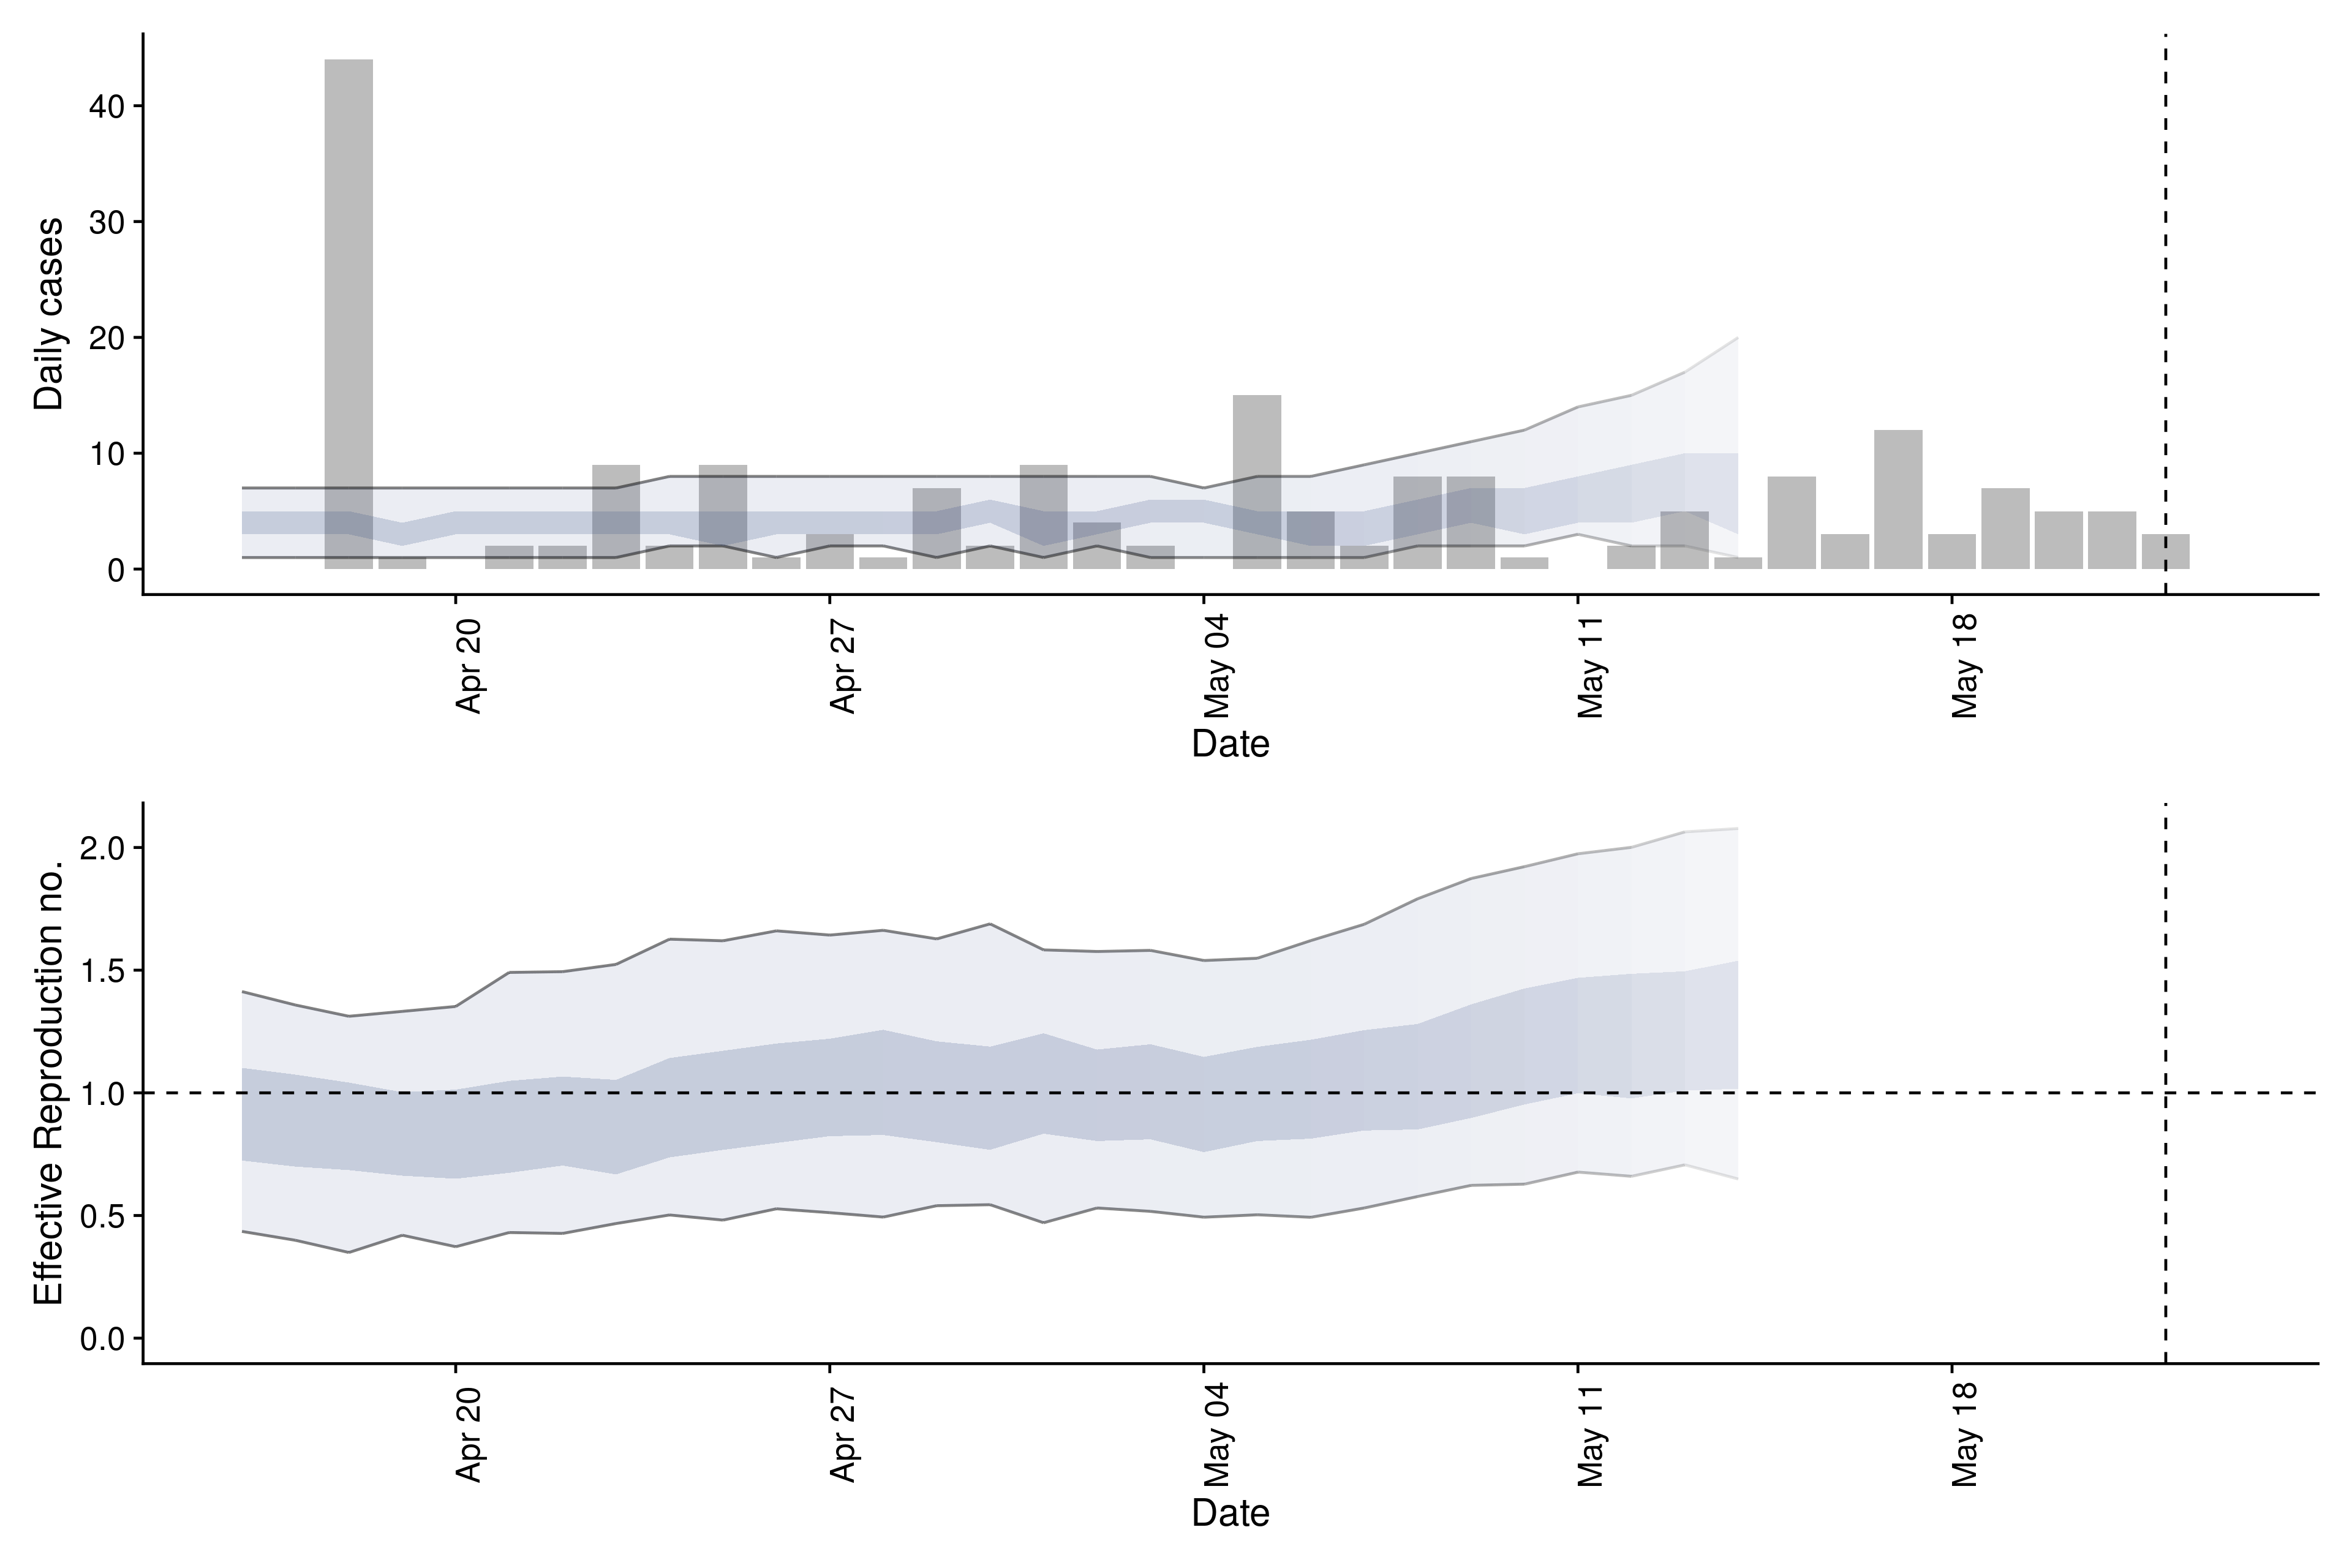 Daily cases
40
30
20
10
0
Apr 20
Apr 27
May 04
May 11
May 18
Date
Effective Reproduction no.
2.0
1.5
1.0
0.5
0.0
Apr 20
Apr 27
May 04
May 11
May 18
Date